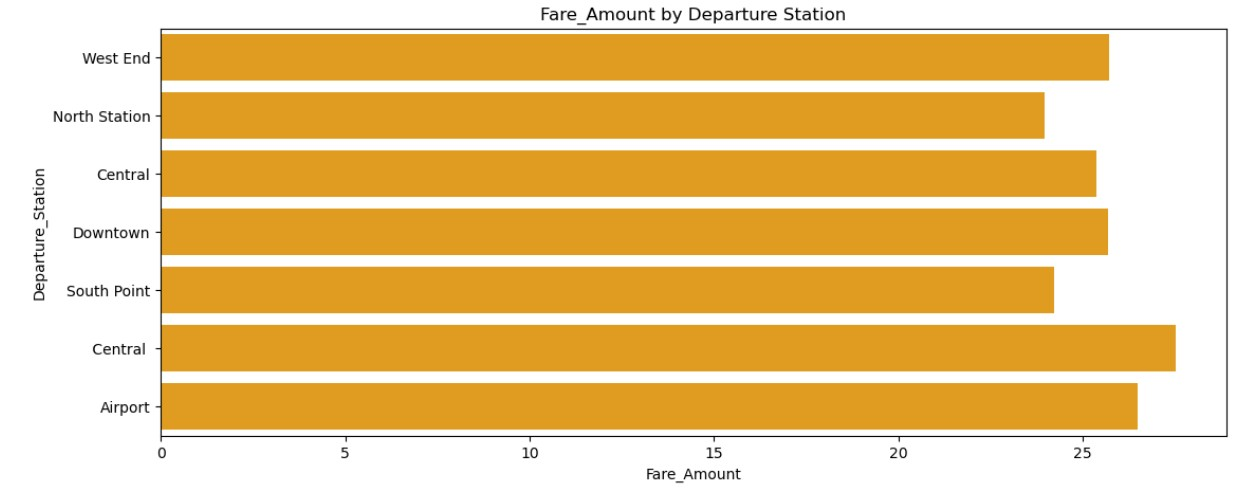 Fare_Amount by Departure Station
Departure_Station
West End
North Station
Central
Downtown
South Point
Central
Airport
0 5 10 15 20 25
Fare_Amount